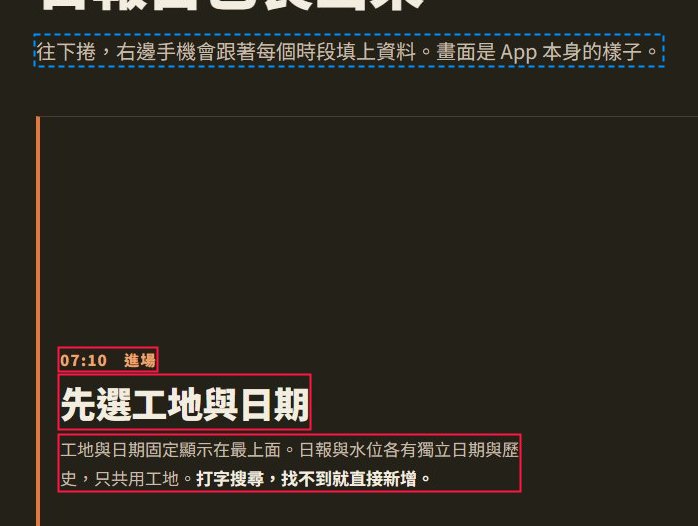 往下捲，右邊手機會跟著每個時段填上資料。畫面是 App 本身的樣子。
07:10 進場
先選工地與日期
工地與日期固定顯示在最上面。日報與水位各有獨立日期與歷
史，只共用工地。打字搜尋，找不到就直接新增。